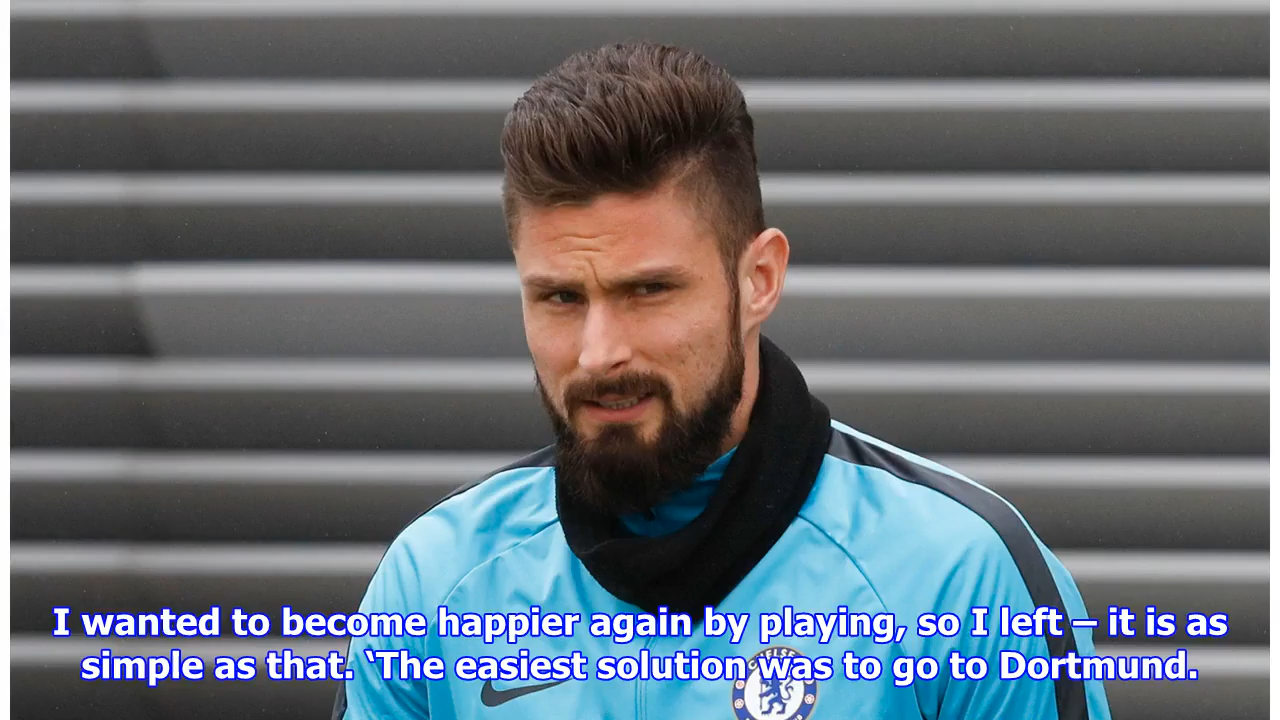 I wanted to become happier again by playing, so I left – it is as
simple as that. ‘The easiest solution was to go to Dortmund.
CHELSE